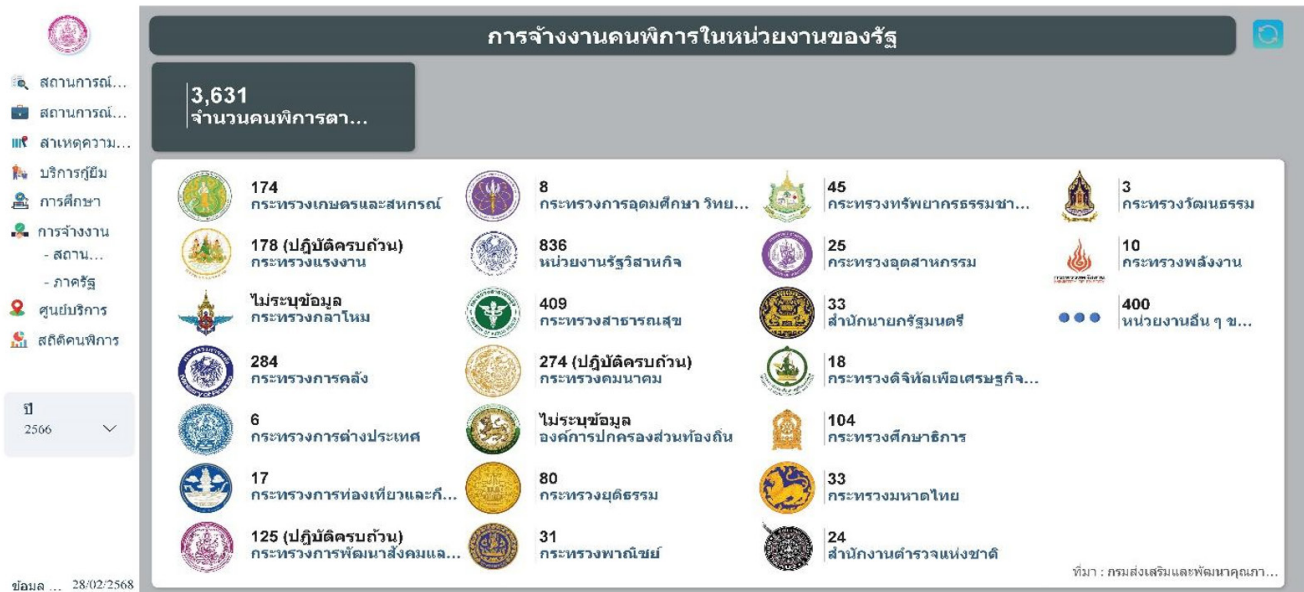 การจ้างงานคนพิการในหน่วยงานของรัฐ
สถานการณ์...
สถานการณ์...
สาเหตุความ...
บริการกู้ยืม
การศึกษา
การจ้างงาน
- สถาน...
- ภาครัฐ
ศูนย์บริการ
สถิติคนพิการ
ปี
2566
ข้อมูล ... 28/02/2568
3,631
จำนวนคนพิการตา...
174
กระทรวงเกษตรและสหกรณ์
178 (ปฏิบัติครบถ้วน)
กระทรวงแรงงาน
ไม่ระบุข้อมูล
กระทรวงกลาโหม
284
กระทรวงการคลัง
6
กระทรวงการต่างประเทศ
17
กระทรวงการท่องเที่ยวและกี...
125 (ปฏิบัติครบถ้วน)
กระทรวงการพัฒนาสังคมแล...
8
กระทรวงการอุดมศึกษา วิทย...
836
หน่วยงานรัฐวิสาหกิจ
409
กระทรวงสาธารณสุข
274 (ปฏิบัติครบถ้วน)
กระทรวงคมนาคม
ไม่ระบุข้อมูล
องค์การปกครองส่วนท้องถิ่น
80
กระทรวงยุติธรรม
31
กระทรวงพาณิชย์
45
กระทรวงทรัพยากรธรรมชา...
25
กระทรวงอุตสาหกรรม
33
สำนักนายกรัฐมนตรี
18
กระทรวงดิจิทัลเพื่อเศรษฐกิจ...
104
กระทรวงศึกษาธิการ
33
กระทรวงมหาดไทย
24
สำนักงานตำรวจแห่งชาติ
3
กระทรวงวัฒนธรรม
10
กระทรวงพลังงาน
400
หน่วยงานอื่น ๆ ข...
ที่มา : กรมส่งเสริมและพัฒนาคุณภา...